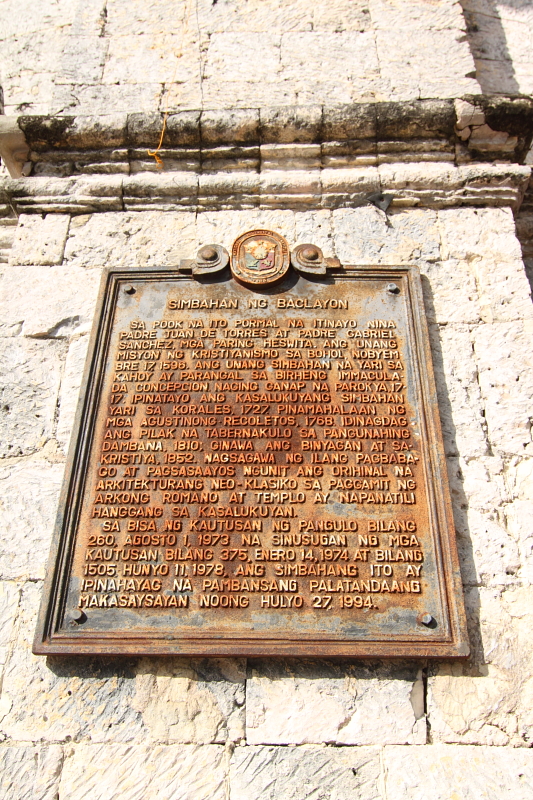 SIMBAHAN NG BACLAYON
SA POOK NA ITO PORMAL NA ITINAYO NINA
PADRE JUAN DE TORRES AT PADRE GABRIEL
SANCHEZ, MGA PARING HESWITA, ANG UNANG
MISYON NG KRISTIYANISMO SA BOHOL NOBYEM
BRE 17, 1596. ANG UNANG SIMBAHAN NA YARI SA
KAHOY AY PARANGAL SA BIRHENG IMMACULA-
DA CONCEPCION. NAGING GANAP NA PAROKYA, 17
17. IPINATAYO ANG KASALUKUYANG SIMBAHAN
YARI SA KORALES, 1727. PINAMAHALAAN NG
MGA AGUSTINONG RECOLETOS, 1768. IDINAGDAG
ANG PILAK NA TABERNAKULO SA PANGUNAHING
DAMBANA, 1810. GINAWA ANG BINYAGAN AT SA-
KRISTIYA, 1852. NAGSAGAWA NG ILANG PAGBABA-
GO AT PAGSASAAYOS NGUNIT ANG ORIHINAL NA
ARKITEKTURANG NEO-KLASIKO SA PAGGAMIT NG
ARKONG ROMANO AT TEMPLO AY NAPANATILI
HANGGANG SA KASALUKUYAN.
SA BISA NG KAUTUSAN NG PANGULO BILANG
260, AGOSTO 1, 1973 NA SINUSUGAN NG MGA
KAUTUSAN BILANG 375, ENERO 14, 1974 AT BILANG
1505, HUNYO 11, 1978, ANG SIMBAHANG ITO AY
IPINAHAYAG NA PAMBANSANG PALATANDAANG
MAKASAYSAYAN NOONG HULYO 27, 1994.